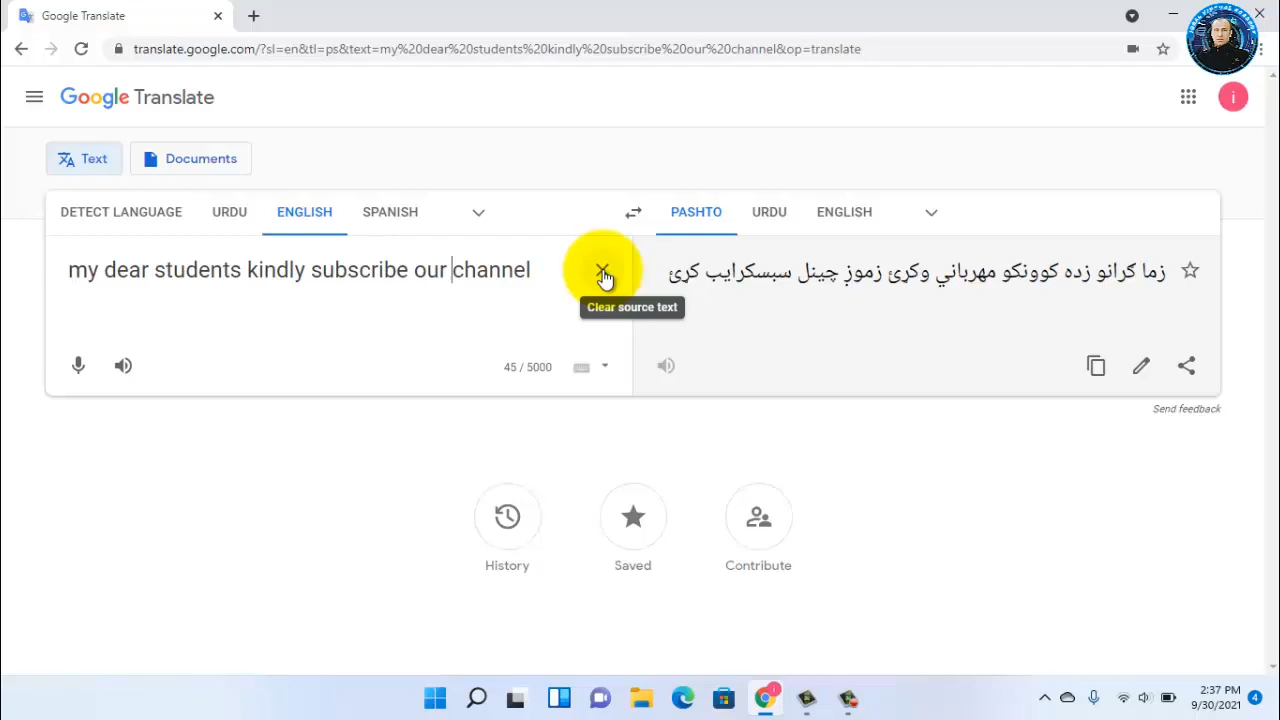 Google Translate
translate.google.com/?sl=en&tl=ps&text=my%20dear%20students%20kindly%20subscribe%20our%20channel&op=translate
Google Translate
i
Text
Documents
DETECT LANGUAGE URDU ENGLISH SPANISH
PASHTO URDU ENGLISH
my dear students kindly subscribe our channel
زما ګرانو زده کوونکو مهرباني وکړئ زموږ چینل سبسکرایب کړئ
Clear source text
45 / 5000
Send feedback
History
Saved
Contribute
2:37 PM
9/30/2021
4